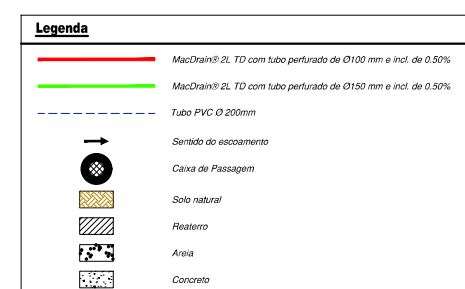 Legenda
MacDrain® 2L TD com tubo perfurado de Ø100 mm e incl. de 0.50%
MacDrain® 2L TD com tubo perfurado de Ø150 mm e incl. de 0.50%
Tubo PVC Ø 200mm
Sentido do escoamento
Caixa de Passagem
Solo natural
Reaterro
Areia
Concreto